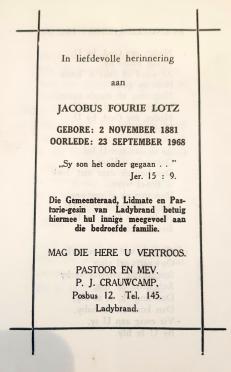 In liefdevolle herinnering
aan
JACOBUS FOURIE LOTZ
GEBORE: 2 NOVEMBER 1881
OORLEDE: 23 SEPTEMBER 1968
„Sy son het onder gegaan . . ”
Jer. 15 : 9.
Die Gemeenteraad, Lidmate en Pas-
torie-gesin van Ladybrand betuig
hiermee hul innige meegevoel aan
die bedroefde familie.
MAG DIE HERE U VERTROOS.
PASTOOR EN MEV.
P. J. CRAUWCAMP,
Posbus 12. Tel. 145.
Ladybrand.